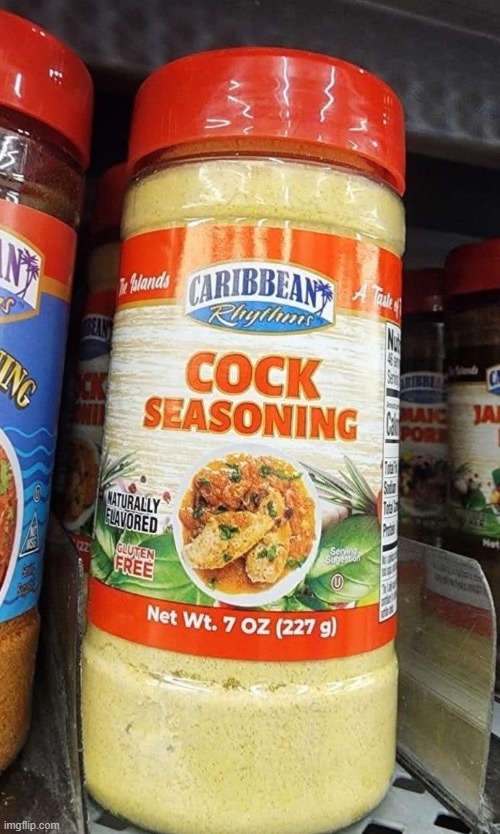 The Islands
CARIBBEAN
Rhythms
A Taste of
COCK
SEASONING
NATURALLY
FLAVORED
GLUTEN
FREE
Serving
Suggestion
U
Net Wt. 7 OZ (227 g)
ING
imgflip.com